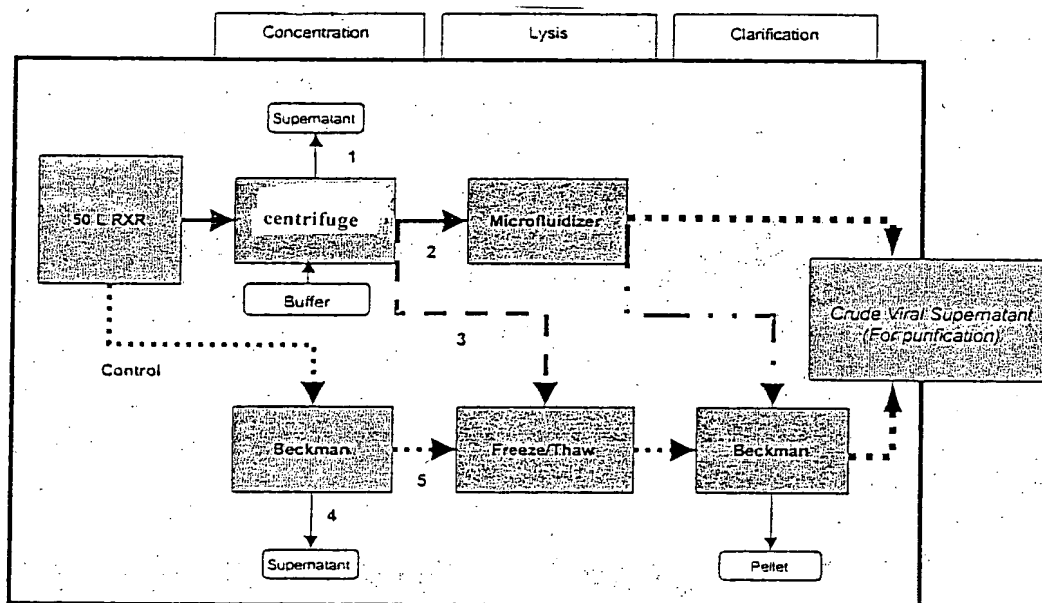 Concentration
Lysis
Clarification
Supernatant
1
50 L RXR
centrifuge
2
Microfluidizer
Buffer
3
Crude Viral Supernatant
(For purification)
Control
Beckman
5
Freeze/Thaw
Beckman
4
Supernatant
Pellet